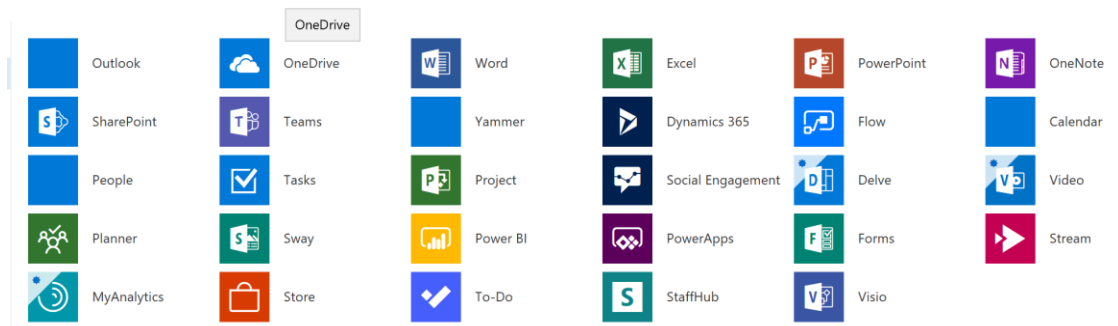 OneDrive
Outlook OneDrive Word Excel PowerPoint OneNote
SharePoint Teams Yammer Dynamics 365 Flow Calendar
People Tasks Project Social Engagement Delve Video
Planner Sway Power BI PowerApps Forms Stream
MyAnalytics Store To-Do StaffHub Visio